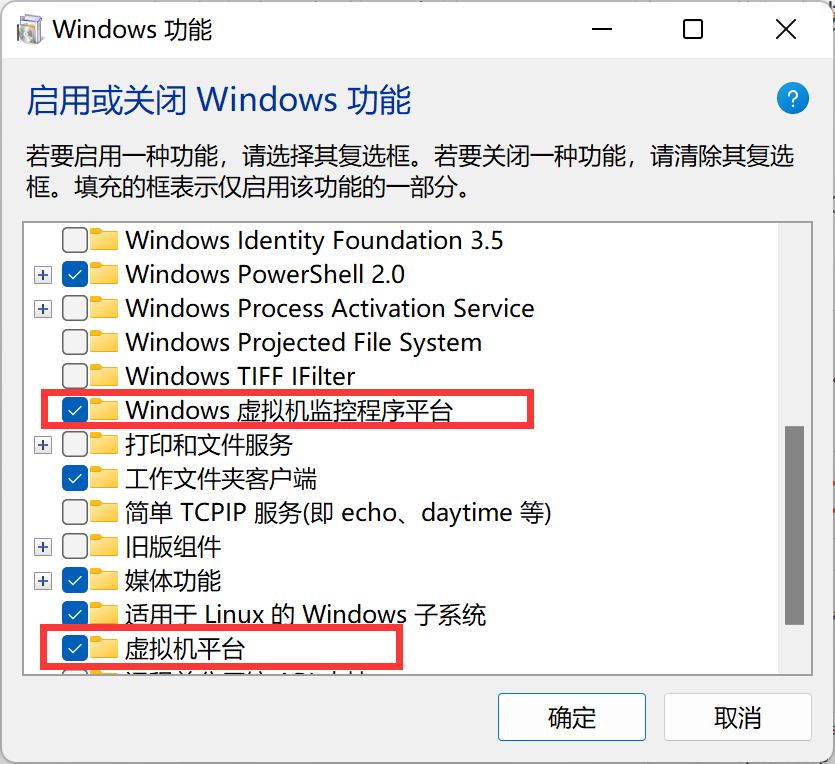 Windows 功能
启用或关闭 Windows 功能
?
若要启用一种功能，请选择其复选框。若要关闭一种功能，请清除其复选
框。填充的框表示仅启用该功能的一部分。
Windows Identity Foundation 3.5
Windows PowerShell 2.0
Windows Process Activation Service
Windows Projected File System
Windows TIFF IFilter
Windows 虚拟机监控程序平台
打印和文件服务
工作文件夹客户端
简单 TCPIP 服务(即 echo、daytime 等)
旧版组件
媒体功能
适用于 Linux 的 Windows 子系统
虚拟机平台
确定
取消